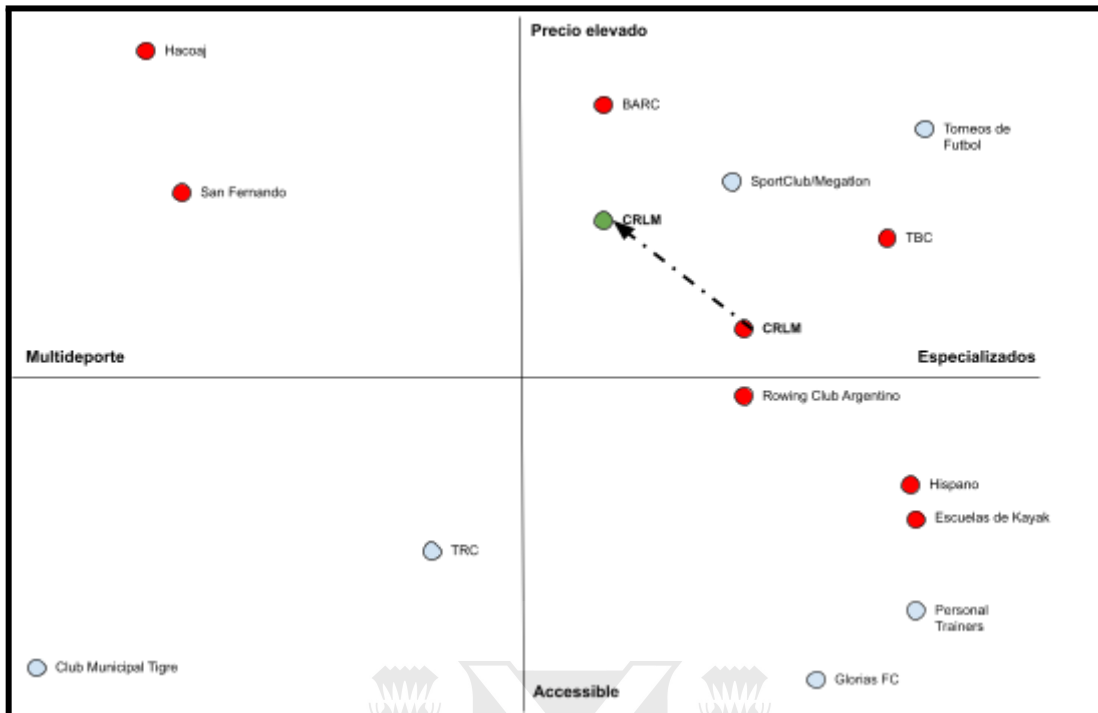 Precio elevado
Hacoaj
BARC
Torneos de
Futbol
SportClub/Megatlon
San Fernando
CRLM
TBC
CRLM
Multideporte
Especializados
Rowing Club Argentino
Hispano
Escuelas de Kayak
TRC
Personal
Trainers
Club Municipal Tigre
Glorias FC
Accessible